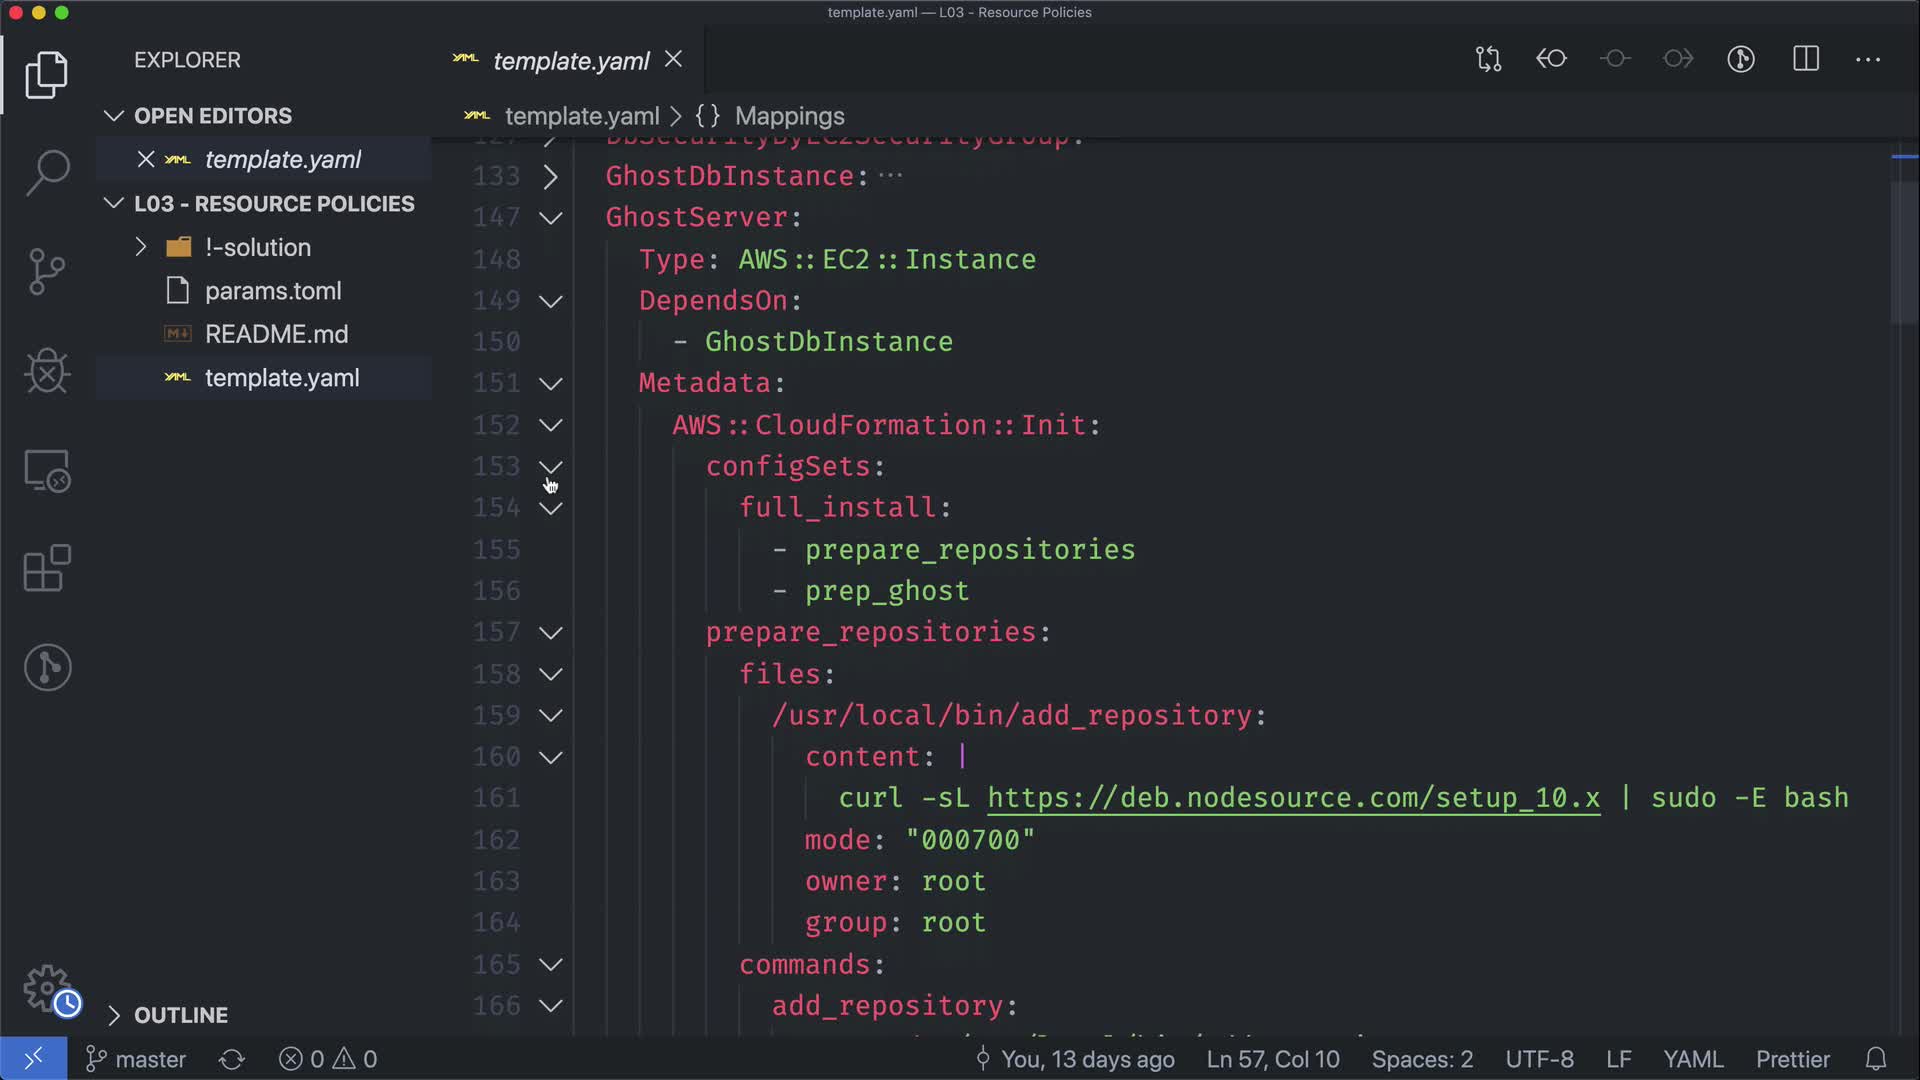 template.yaml — L03 - Resource Policies
EXPLORER
OPEN EDITORS
template.yaml
L03 - RESOURCE POLICIES
!-solution
params.toml
README.md
template.yaml
OUTLINE
template.yaml
template.yaml > {} Mappings
127 DbSecurityByEC2SecurityGroup:
133 GhostDbInstance: ...
147 GhostServer:
148 Type: AWS::EC2::Instance
149 DependsOn:
150 - GhostDbInstance
151 Metadata:
152 AWS::CloudFormation::Init:
153 configSets:
154 full_install:
155 - prepare_repositories
156 - prep_ghost
157 prepare_repositories:
158 files:
159 /usr/local/bin/add_repository:
160 content: |
161 curl -sL https://deb.nodesource.com/setup_10.x | sudo -E bash
162 mode: "000700"
163 owner: root
164 group: root
165 commands:
166 add_repository:
master 0 0 You, 13 days ago Ln 57, Col 10 Spaces: 2 UTF-8 LF YAML Prettier